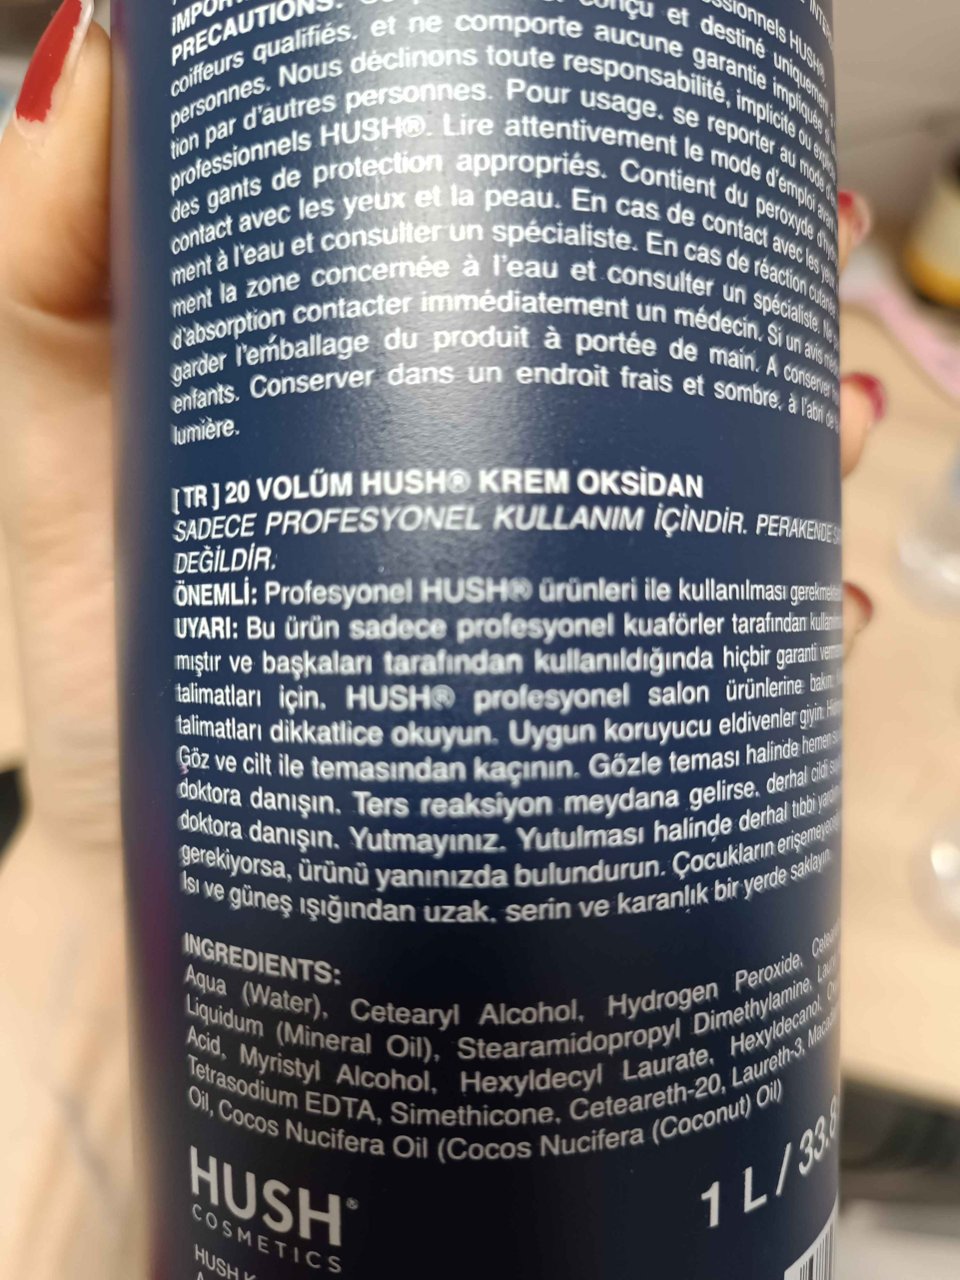 PRECAUTIONS:
coiffeurs qualifiés. et ne comporte aucune garantie
personnes. Nous déclinons toute responsabilité, implicite ou
tion par d'autres personnes. Pour usage, se reporter au mode
professionnels HUSH®. Lire attentivement le mode d'emploi
des gants de protection appropriés. Contient du peroxyde
contact avec les yeux et la peau. En cas de contact avec les yeux
ment à l'eau et consulter un spécialiste. En cas de réaction
ment la zone concernée à l'eau et consulter un spécialiste.
d'absorption contacter immédiatement un médecin. Si un avis
garder l'emballage du produit à portée de main. A conserver
enfants. Conserver dans un endroit frais et sombre, à l'abri de
lumière.
[ TR ] 20 VOLÜM HUSH® KREM OKSİDAN
SADECE PROFESYONEL KULLANIM İÇİNDİR. PERAKENDE
DEĞİLDİR.
ÖNEMLİ: Profesyonel HUSH® ürünleri ile kullanılması
UYARI: Bu ürün sadece profesyonel kuaförler tarafından
mıştır ve başkaları tarafından kullanıldığında hiçbir garanti
talimatları için. HUSH® profesyonel salon ürünlerine bakın.
talimatları dikkatlice okuyun. Uygun koruyucu eldivenler giyin.
Göz ve cilt ile temasından kaçının. Gözle teması halinde hemen
doktora danışın. Ters reaksiyon meydana gelirse, derhal cildi
doktora danışın. Yutmayınız. Yutulması halinde derhal tıbbi
gerekiyorsa, ürünü yanınızda bulundurun. Çocukların
Isı ve güneş ışığından uzak. serin ve karanlık bir yerde saklayın.
INGREDIENTS:
Aqua (Water), Cetearyl Alcohol, Hydrogen Peroxide,
Liquidum (Mineral Oil), Stearamidopropyl Dimethylamine,
Acid, Myristyl Alcohol, Hexyldecyl Laurate, Hexyldecanol,
Tetrasodium EDTA, Simethicone, Ceteareth-20, Laureth-3,
Oil, Cocos Nucifera Oil (Cocos Nucifera (Coconut) Oil)
1 L / 33.8
HUSH®
COSMETICS
HUSH